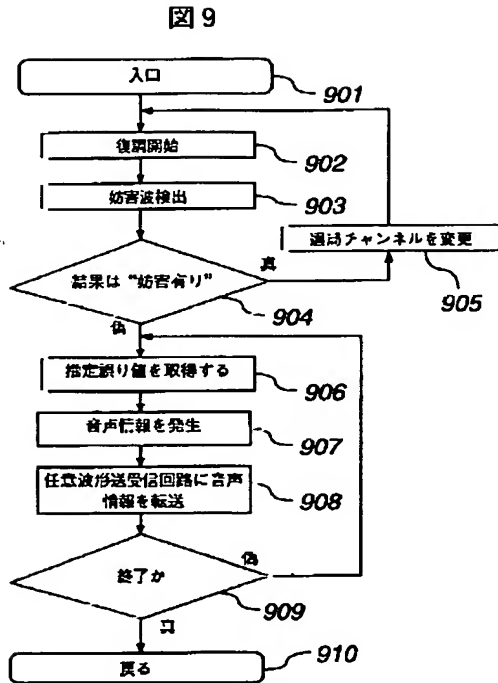 図9
入口
901
復調開始
902
妨害波検出
903
結果は“妨害有り”
真
904
偽
選局チャンネルを変更
905
推定誤り値を取得する
906
音声情報を発生
907
任意波形送受信回路に音声
情報を転送
908
終了か
偽
909
真
戻る
910